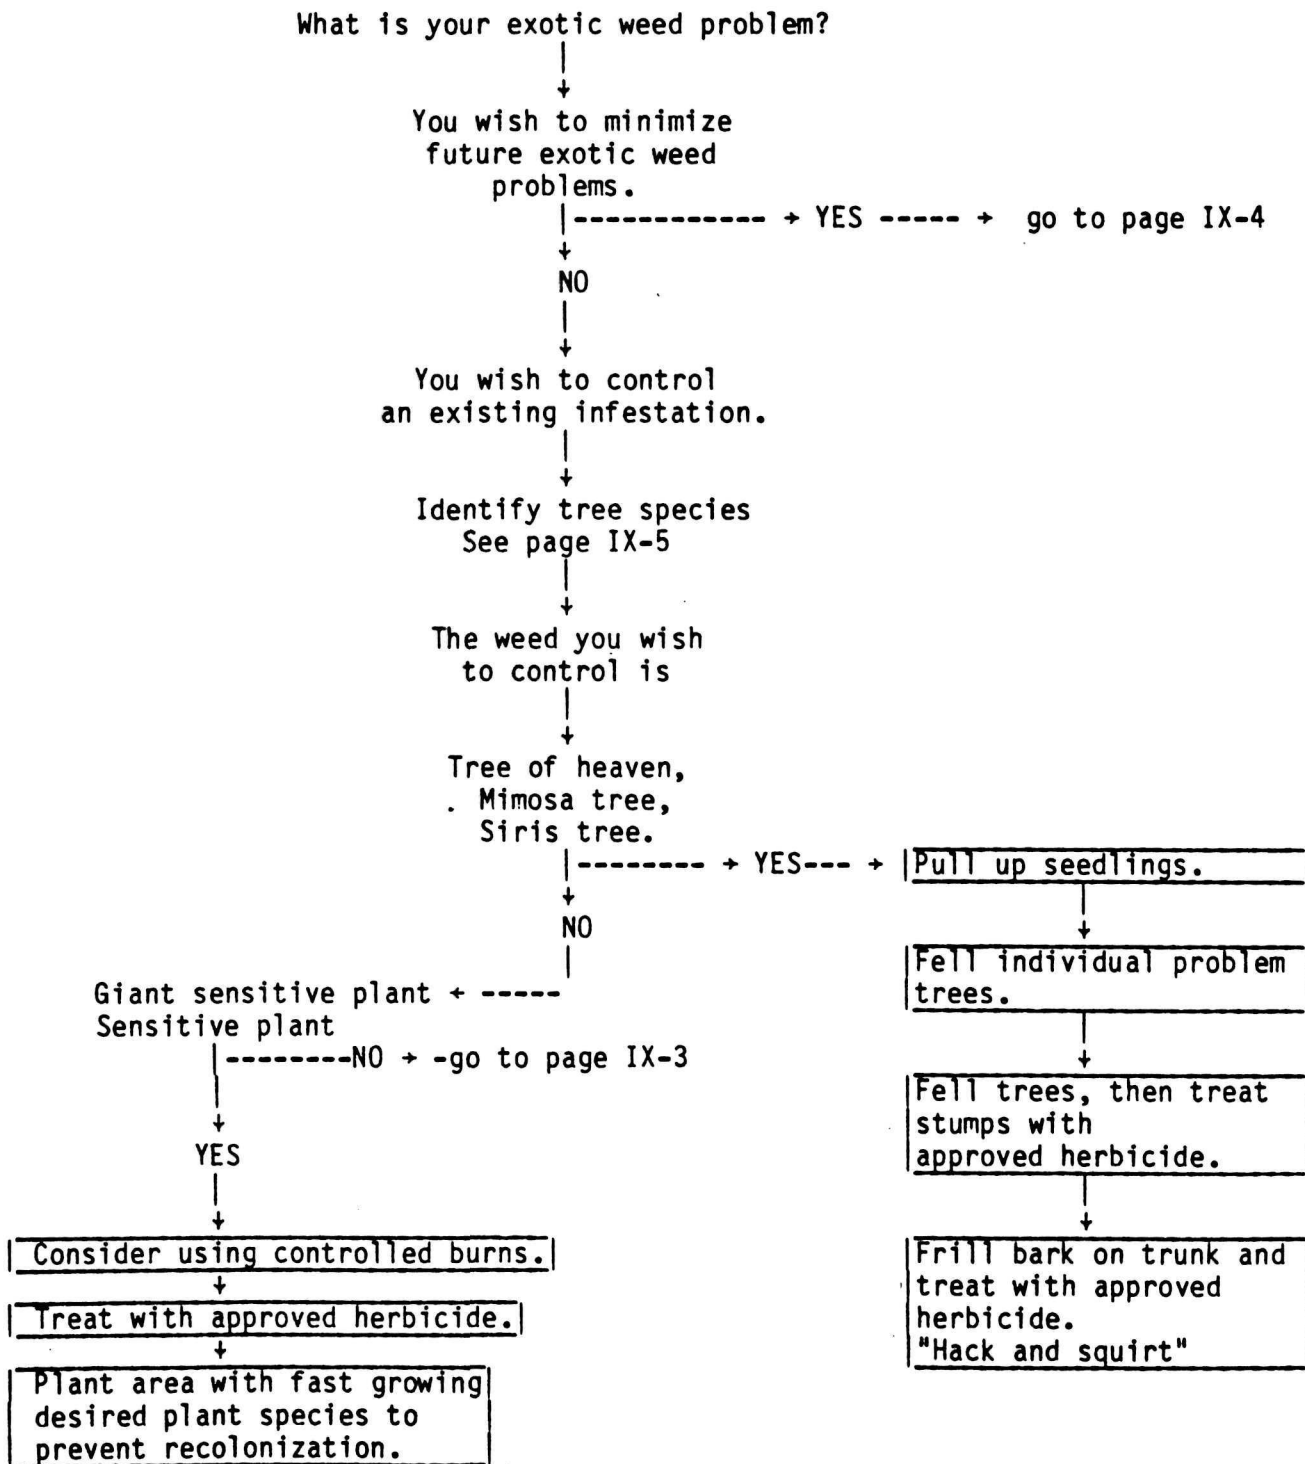 What is your exotic weed problem?
You wish to minimize
future exotic weed
problems.
YES
go to page IX-4
NO
You wish to control
an existing infestation.
Identify tree species
See page IX-5
The weed you wish
to control is
Tree of heaven,
Mimosa tree,
Siris tree.
YES
Pull up seedlings.
NO
Fell individual problem
trees.
Giant sensitive plant
Sensitive plant
NO
go to page IX-3
Fell trees, then treat
stumps with
approved herbicide.
YES
Consider using controlled burns.
Treat with approved herbicide.
Plant area with fast growing
desired plant species to
prevent recolonization.
Frill bark on trunk and
treat with approved
herbicide.
"Hack and squirt"